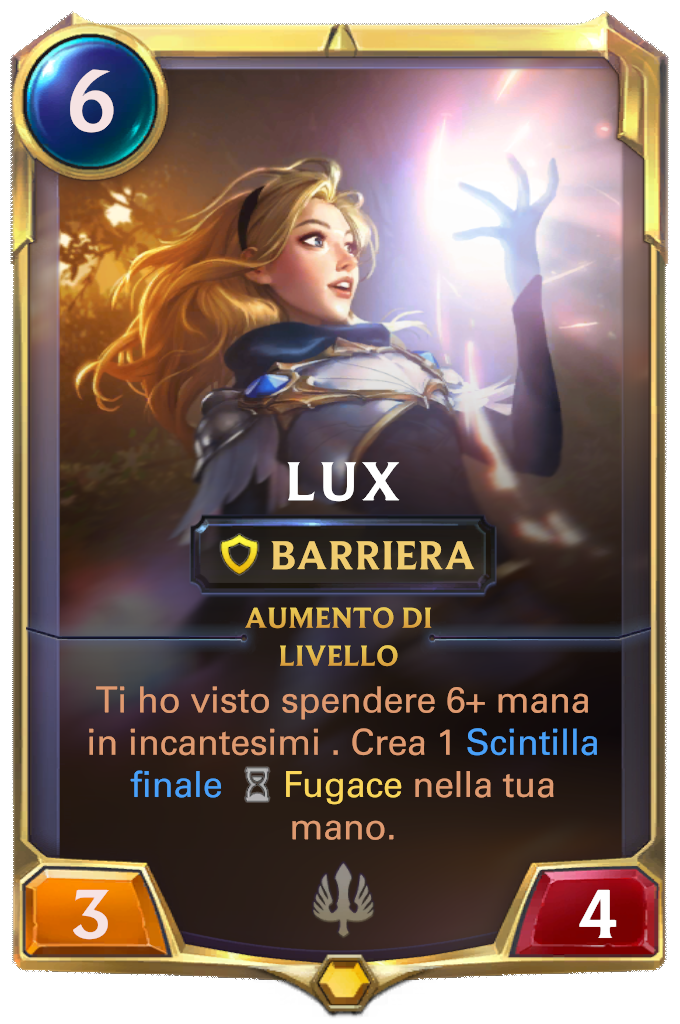 6
LUX
BARRIERA
AUMENTO DI
LIVELLO
Ti ho visto spendere 6+ mana
in incantesimi . Crea 1 Scintilla
finale Fugace nella tua
mano.
3
4